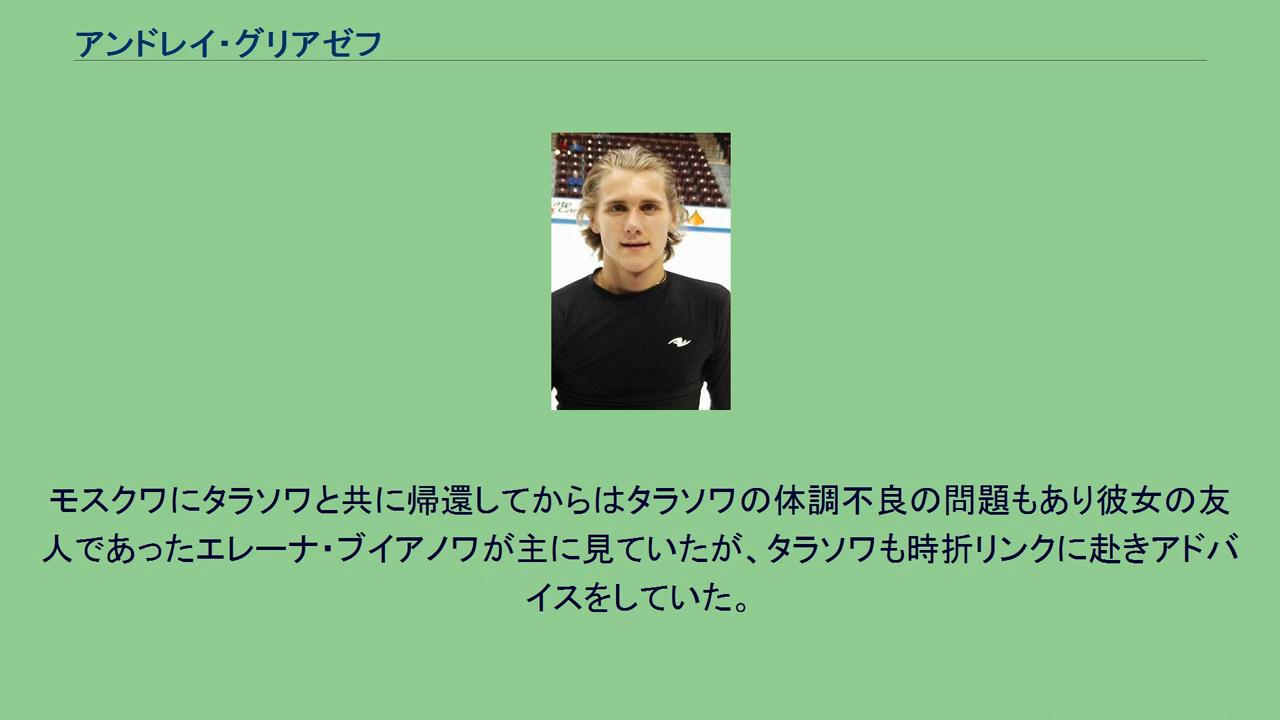 アンドレイ・グリアゼフ
モスクワにタラソワと共に帰還してからはタラソワの体調不良の問題もあり彼女の友
人であったエレーナ・ブイアノワが主に見ていたが、タラソワも時折リンクに赴きアドバ
イスをしていた。